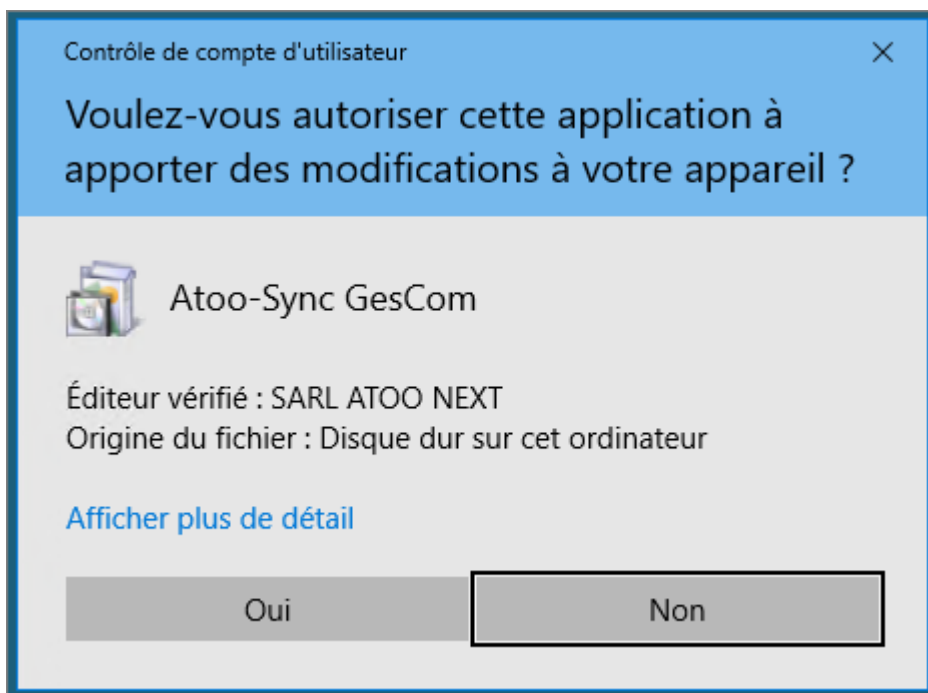 Contrôle de compte d'utilisateur
Voulez-vous autoriser cette application à
apporter des modifications à votre appareil ?
Atoo-Sync GesCom
Éditeur vérifié : SARL ATOO NEXT
Origine du fichier : Disque dur sur cet ordinateur
Afficher plus de détail
Oui
Non